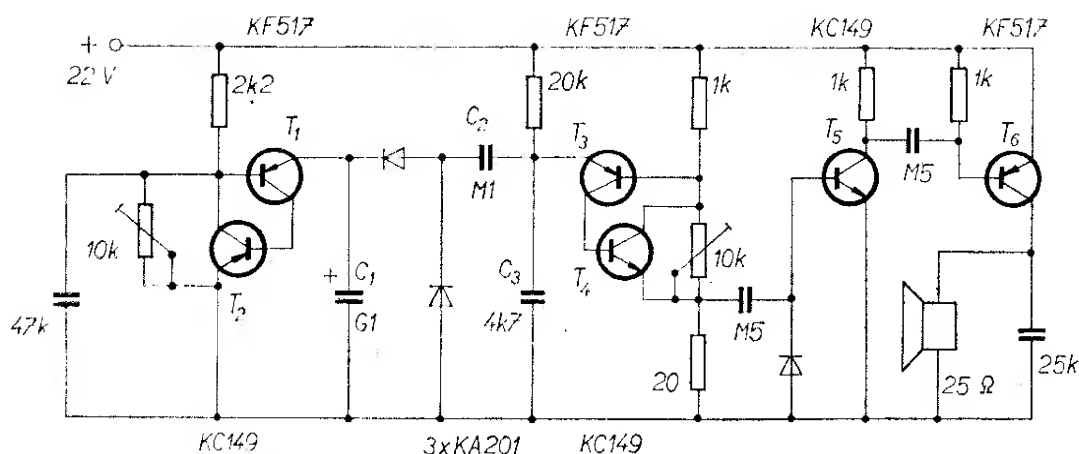 KF517
KF517
KC149
KF517
+
22 V
2k2
20k
1k
1k
1k
T1
C2
T3
T5
T6
M1
M5
10k
10k
T2
+ C1
C3
T4
47k
G1
4k7
M5
20
25 Ω
25k
KC149
3xKA201
KC149